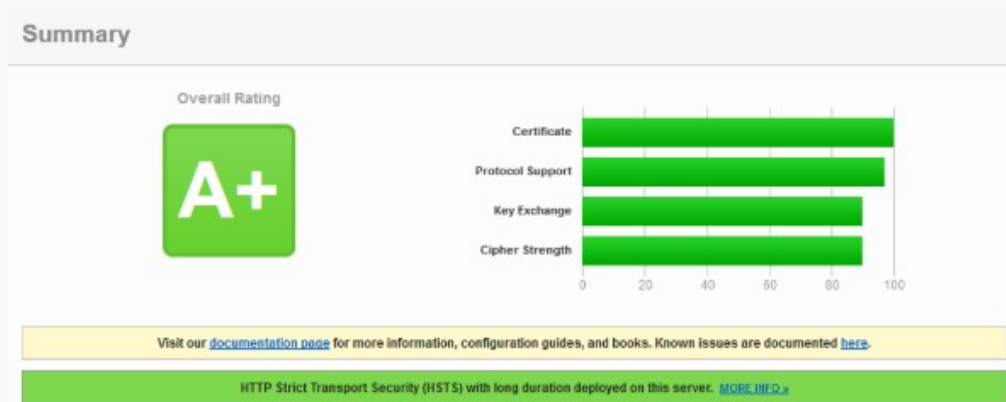 Summary
Overall Rating
A+
Certificate
Protocol Support
Key Exchange
Cipher Strength
0 20 40 60 80 100
Visit our documentation page for more information, configuration guides, and books. Known issues are documented here.
HTTP Strict Transport Security (HSTS) with long duration deployed on this server. MORE INFO »